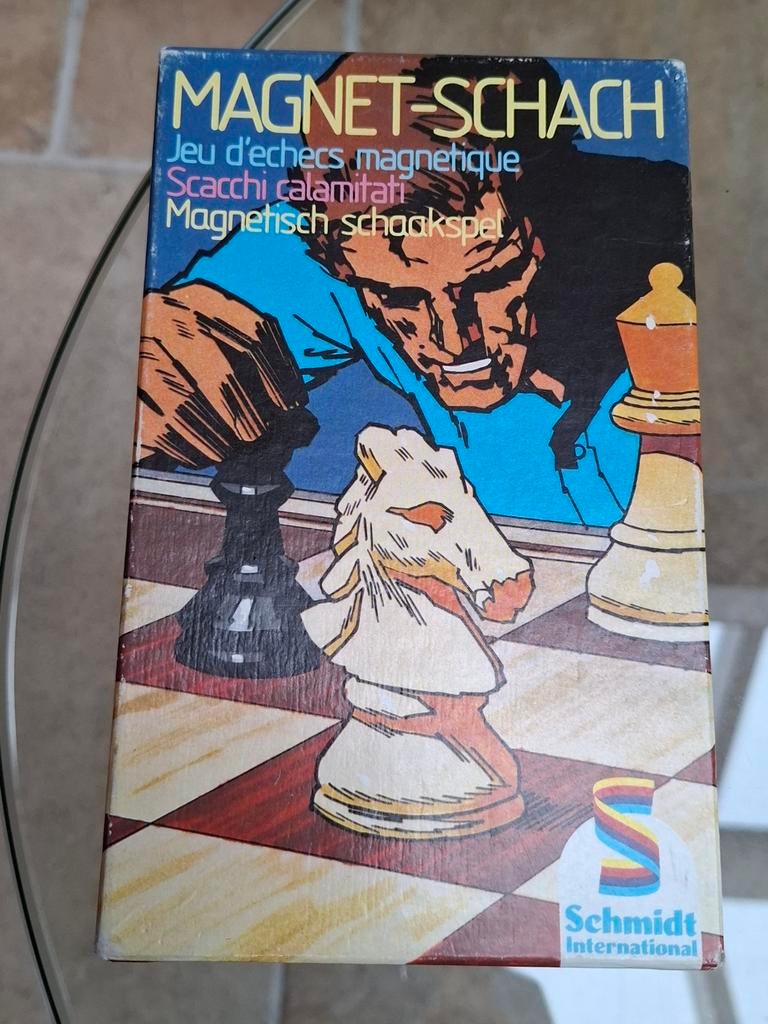 MAGNET-SCHACH
Jeu d'echecs magnetique
Scacchi calamitati
Magnetisch schaakspel
Schmidt
International